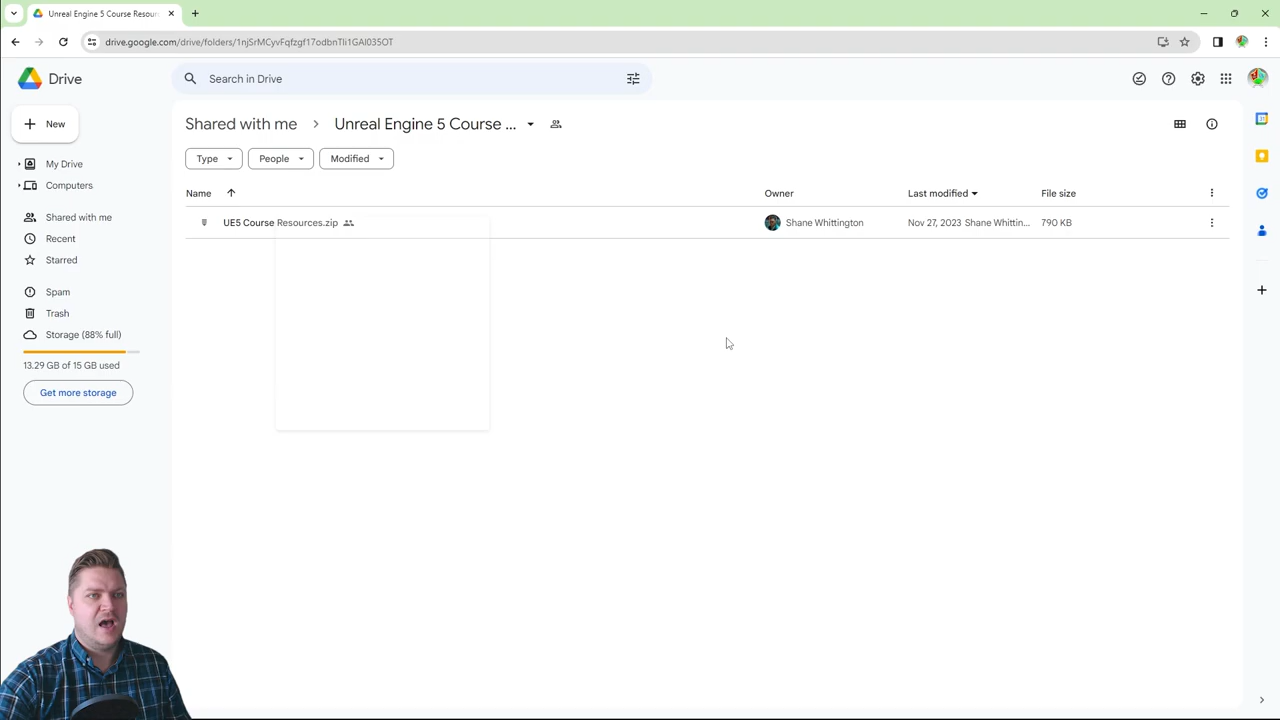 Unreal Engine 5 Course Resour
drive.google.com/drive/folders/1njSrMCyvFqfzgf17odbnTli1GAl035OT
Drive
Search in Drive
New
My Drive
Computers
Shared with me
Recent
Starred
Spam
Trash
Storage (88% full)
13.29 GB of 15 GB used
Get more storage
Shared with me
Unreal Engine 5 Course ...
Type
People
Modified
Name
Owner
Last modified
File size
UE5 Course Resources.zip
Shane Whittington
Nov 27, 2023 Shane Whittin...
790 KB